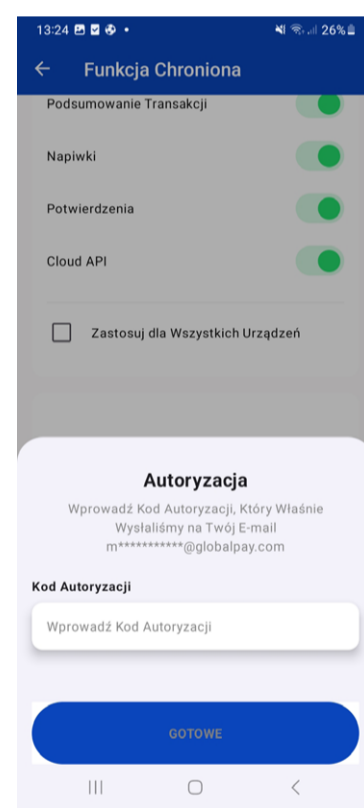 13:24 26%
Funkcja Chroniona
Podsumowanie Transakcji
Napiwki
Potwierdzenia
Cloud API
Zastosuj dla Wszystkich Urządzeń
Autoryzacja
Wprowadź Kod Autoryzacji, Który Właśnie
Wysłaliśmy na Twój E-mail
m***********@globalpay.com
Kod Autoryzacji
Wprowadź Kod Autoryzacji
GOTOWE